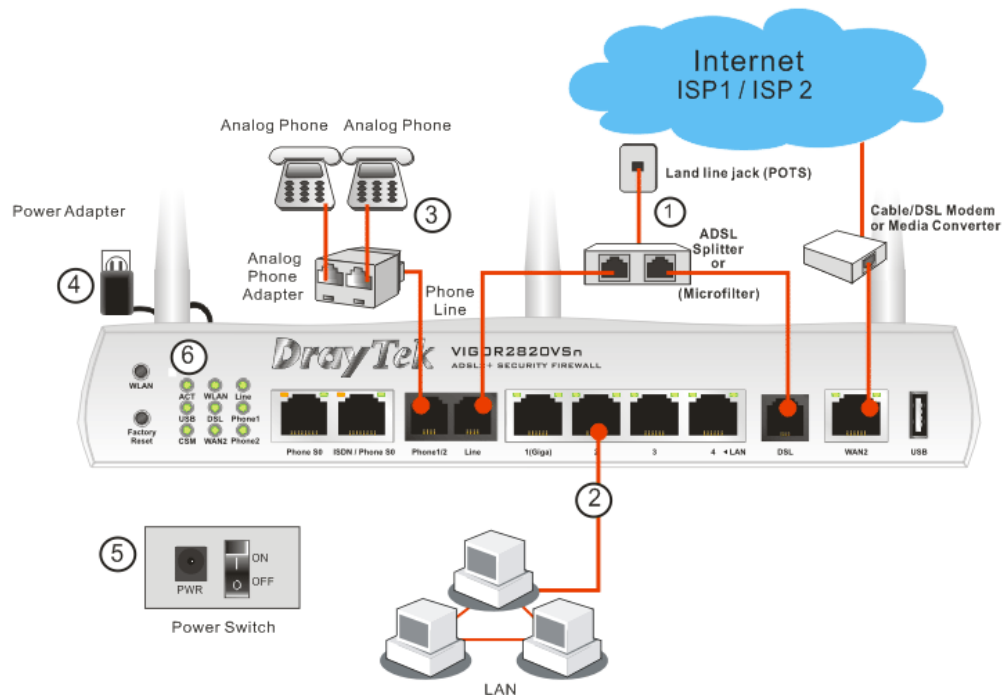 Internet
ISP1 / ISP 2
Analog Phone
Analog Phone
Land line jack (POTS)
Power Adapter
3
1
Cable/DSL Modem
or Media Converter
ADSL
Splitter
or
(Microfilter)
Analog
Phone
Adapter
4
Phone
Line
6
DrayTek
VIGOR2820VSn
ADSL2+ SECURITY FIREWALL
WLAN
ACT
WLAN
Line
USB
DSL
Phone1
CSM
WAN2
Phone2
Factory
Reset
Phone S0
ISDN / Phone S0
Phone1/2
Line
1(Giga)
2
3
4
◄LAN
DSL
WAN2
USB
2
5
PWR
ON
OFF
Power Switch
LAN